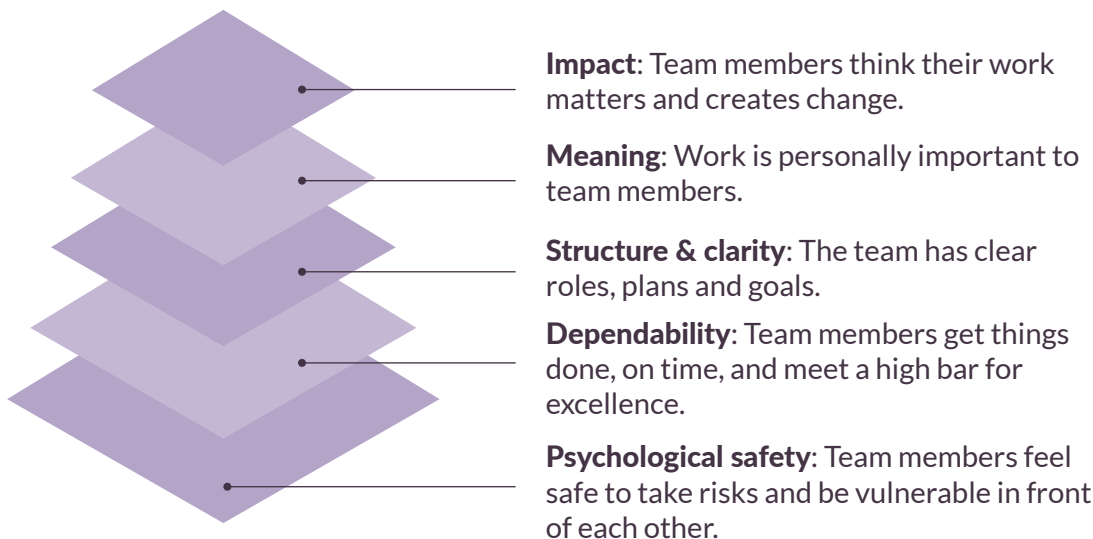 Impact: Team members think their work
matters and creates change.
Meaning: Work is personally important to
team members.
Structure & clarity: The team has clear
roles, plans and goals.
Dependability: Team members get things
done, on time, and meet a high bar for
excellence.
Psychological safety: Team members feel
safe to take risks and be vulnerable in front
of each other.